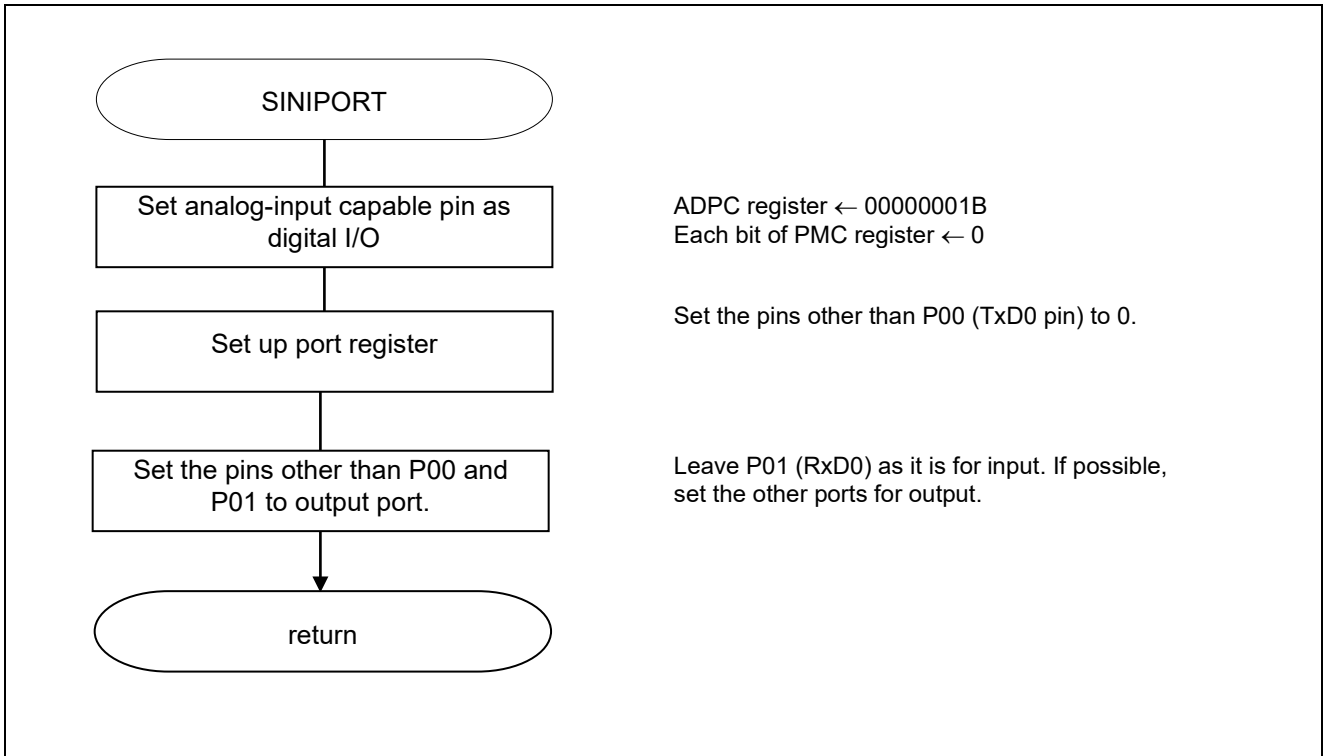 SINIPORT
Set analog-input capable pin as
digital I/O
ADPC register ← 00000001B
Each bit of PMC register ← 0
Set up port register
Set the pins other than P00 (TxD0 pin) to 0.
Set the pins other than P00 and
P01 to output port.
Leave P01 (RxD0) as it is for input. If possible,
set the other ports for output.
return